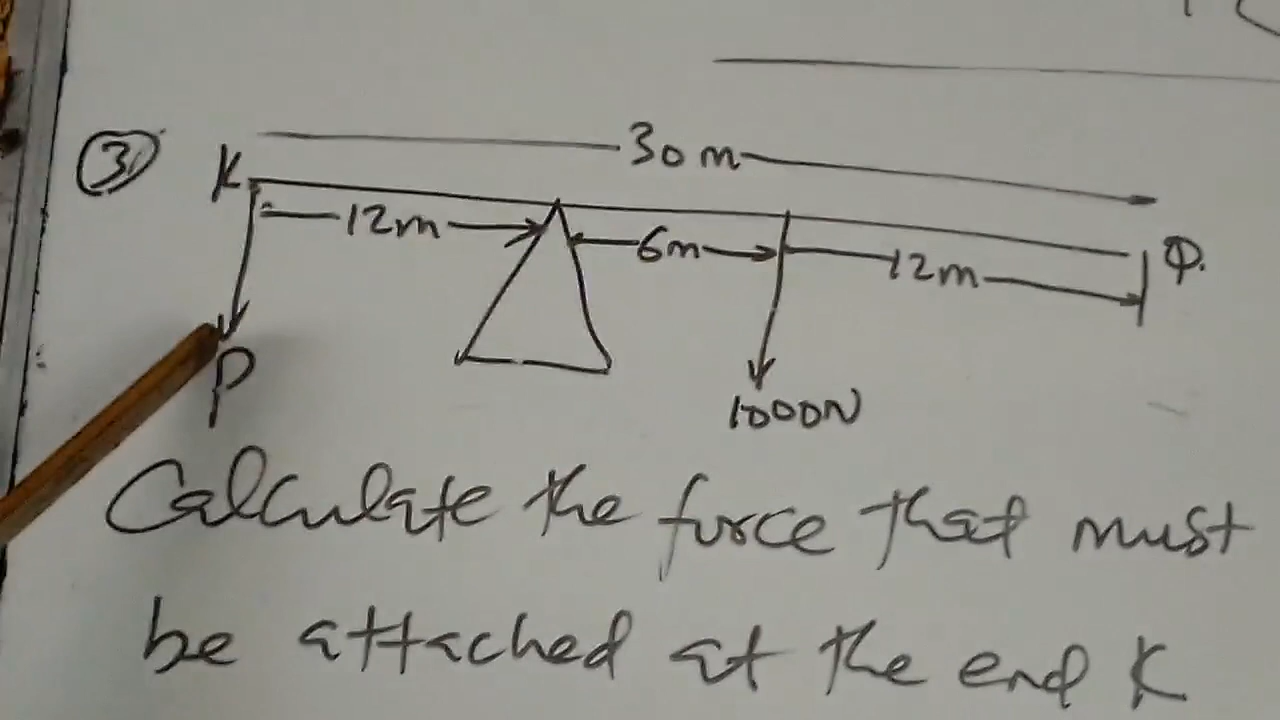 ③
30m
K
12m
6m
12m
Q.
P
1000N
Calculate the force that must
be attached at the end K